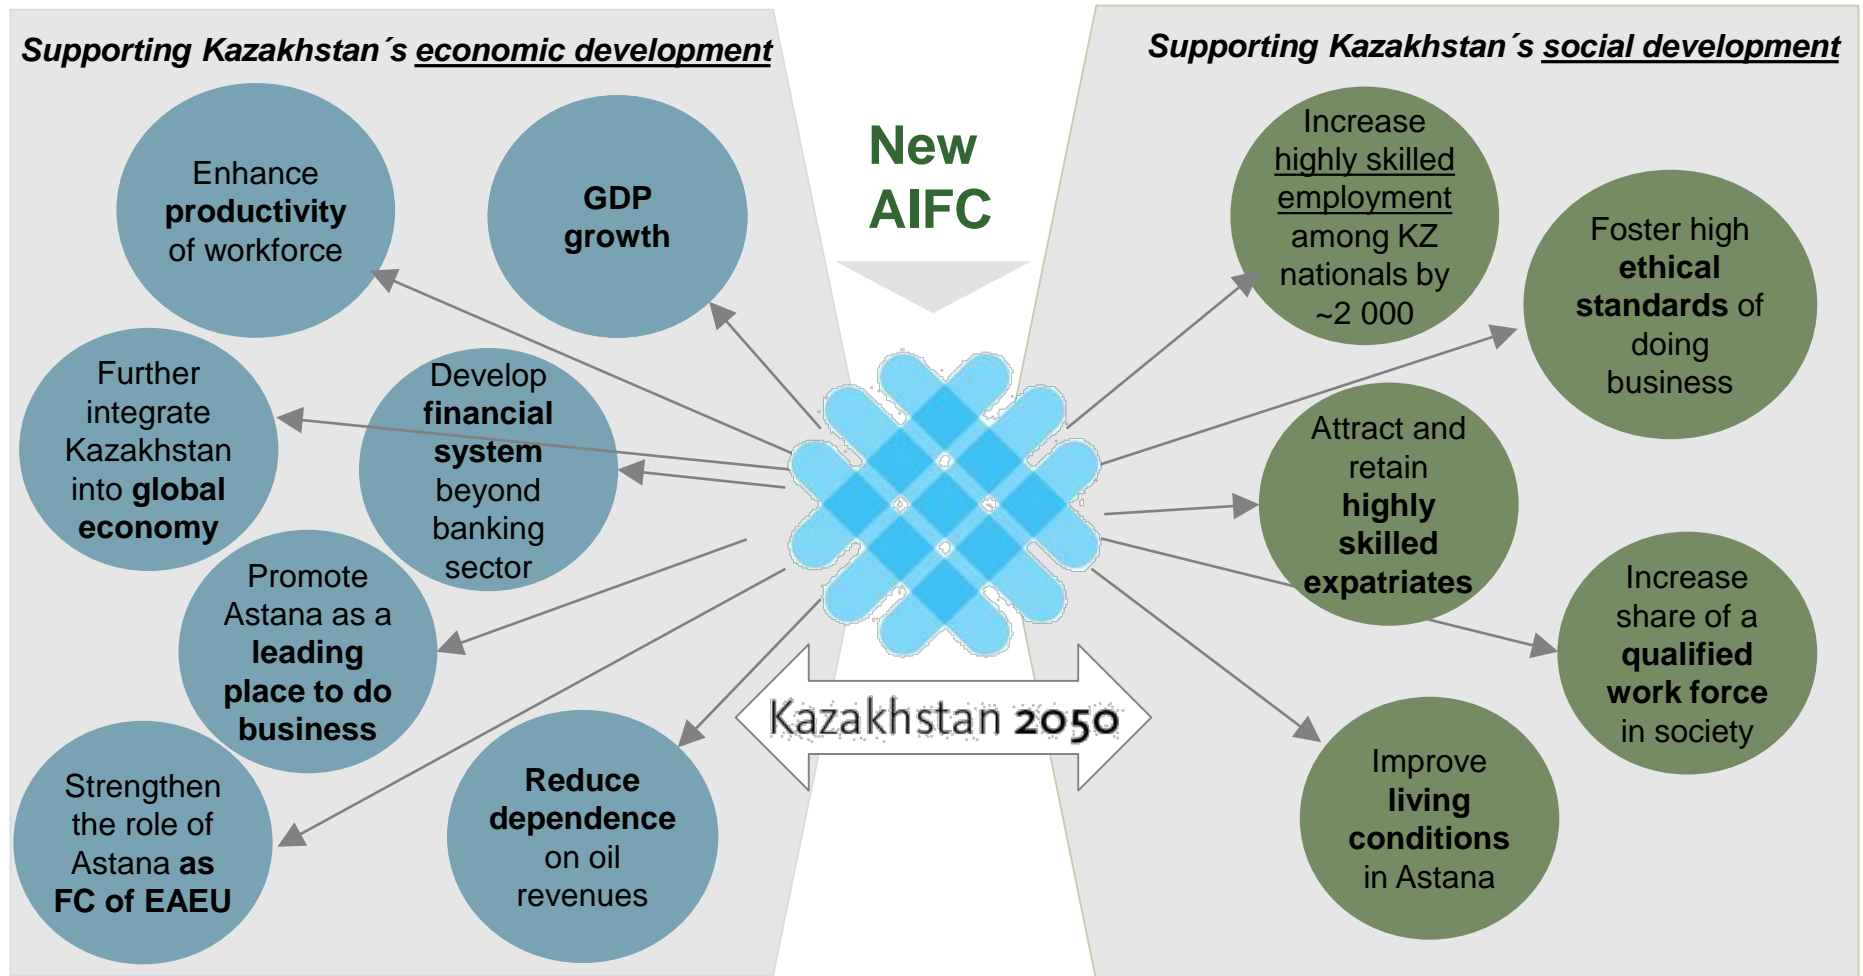 Supporting Kazakhstan´s economic development
Supporting Kazakhstan´s social development
New
AIFC
Enhance
productivity
of workforce
GDP
growth
Further
integrate
Kazakhstan
into global
economy
Develop
financial
system
beyond
banking
sector
Promote
Astana as a
leading
place to do
business
Strengthen
the role of
Astana as
FC of EAEU
Reduce
dependence
on oil
revenues
Kazakhstan 2050
Increase
highly skilled
employment
among KZ
nationals by
~2 000
Foster high
ethical
standards of
doing
business
Attract and
retain
highly
skilled
expatriates
Increase
share of a
qualified
work force
in society
Improve
living
conditions
in Astana